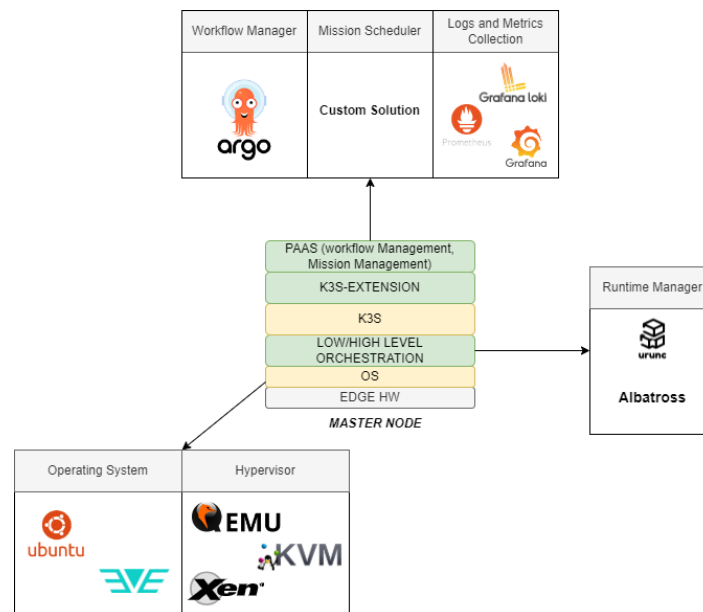 Workflow Manager
Mission Scheduler
Logs and Metrics
Collection
argo
Custom Solution
Grafana loki
Prometheus
Grafana
PAAS (workflow Management,
Mission Management)
K3S-EXTENSION
K3S
LOW/HIGH LEVEL
ORCHESTRATION
OS
EDGE HW
MASTER NODE
Runtime Manager
urunc
Albatross
Operating System
Hypervisor
ubuntu
EVE
QEMU
KVM
Xen